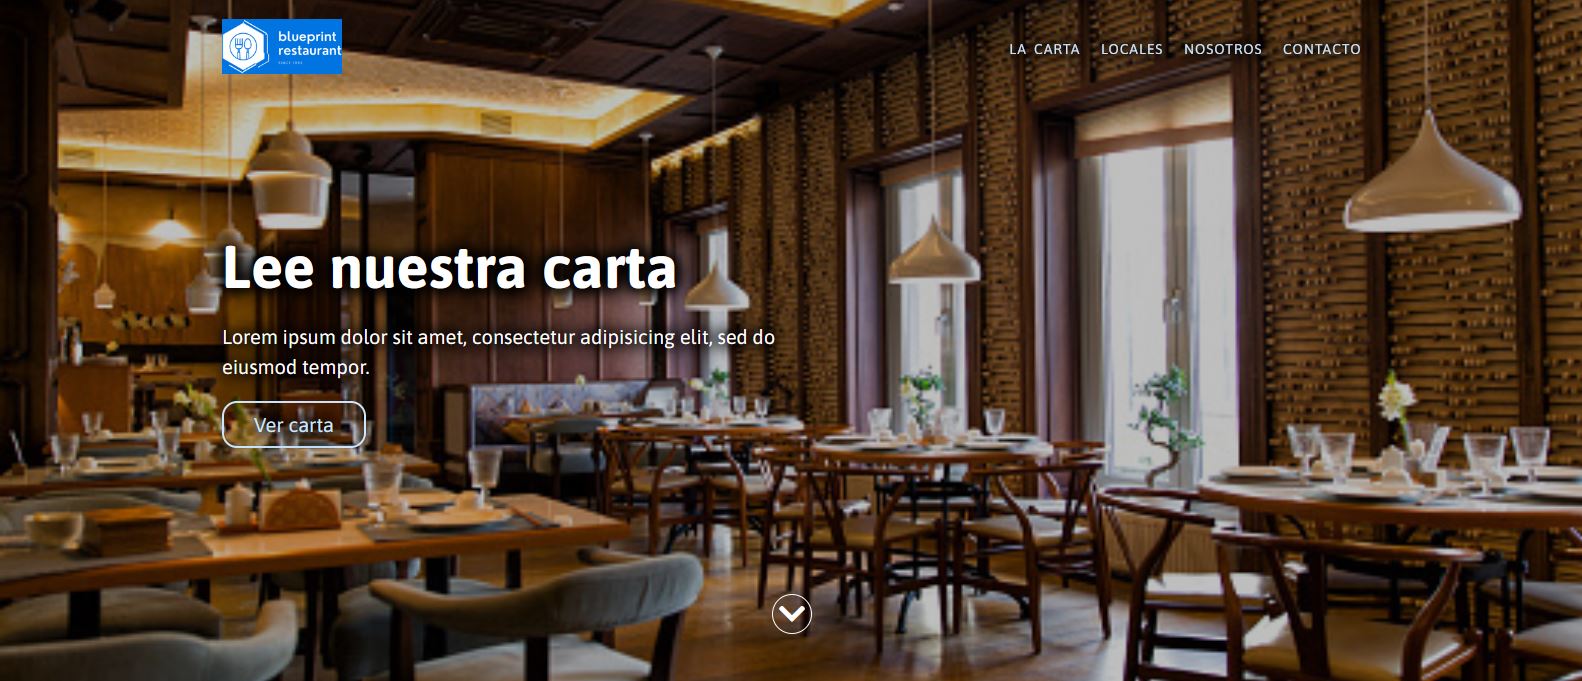 blueprint
restaurant
SINCE 1992
LA CARTA LOCALES NOSOTROS CONTACTO
Lee nuestra carta
Lorem ipsum dolor sit amet, consectetur adipisicing elit, sed do
eiusmod tempor.
Ver carta